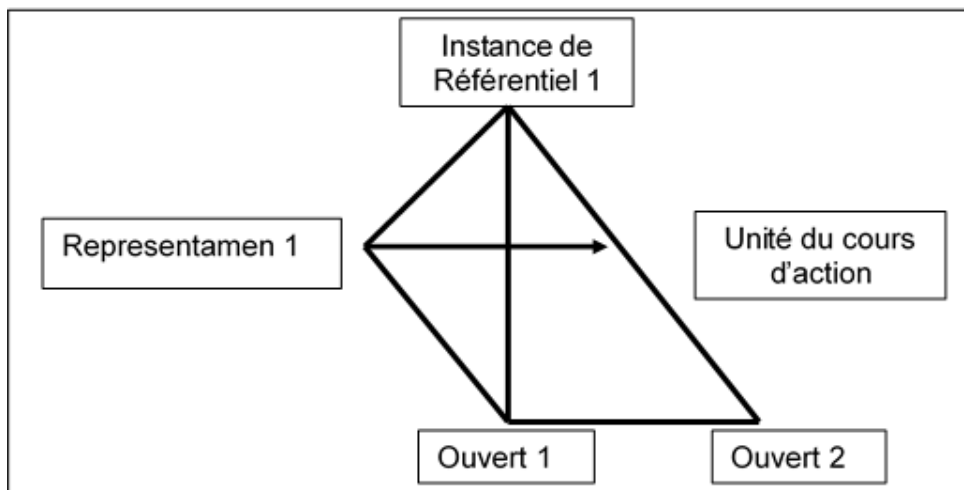 Instance de
Référentiel 1
Representamen 1
Unité du cours
d'action
Ouvert 1
Ouvert 2